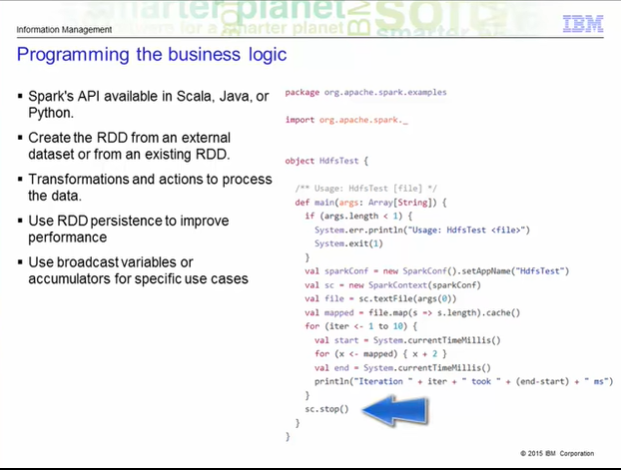 smarter planet
software for a smarter planet
Information Management
IBM
Programming the business logic
▪ Spark's API available in Scala, Java, or
Python.
▪ Create the RDD from an external
dataset or from an existing RDD.
▪ Transformations and actions to process
the data.
▪ Use RDD persistence to improve
performance
▪ Use broadcast variables or
accumulators for specific use cases
package org.apache.spark.examples
import org.apache.spark._
object HdfsTest {
/** Usage: HdfsTest [file] */
def main(args: Array[String]) {
if (args.length < 1) {
System.err.println("Usage: HdfsTest <file>")
System.exit(1)
}
val sparkConf = new SparkConf().setAppName("HdfsTest")
val sc = new SparkContext(sparkConf)
val file = sc.textFile(args(0))
val mapped = file.map(s => s.length).cache()
for (iter <- 1 to 10) {
val start = System.currentTimeMillis()
for (x <- mapped) { x + 2 }
val end = System.currentTimeMillis()
println("Iteration " + iter + " took " + (end-start) + " ms")
}
sc.stop()
}
}
© 2015 IBM Corporation